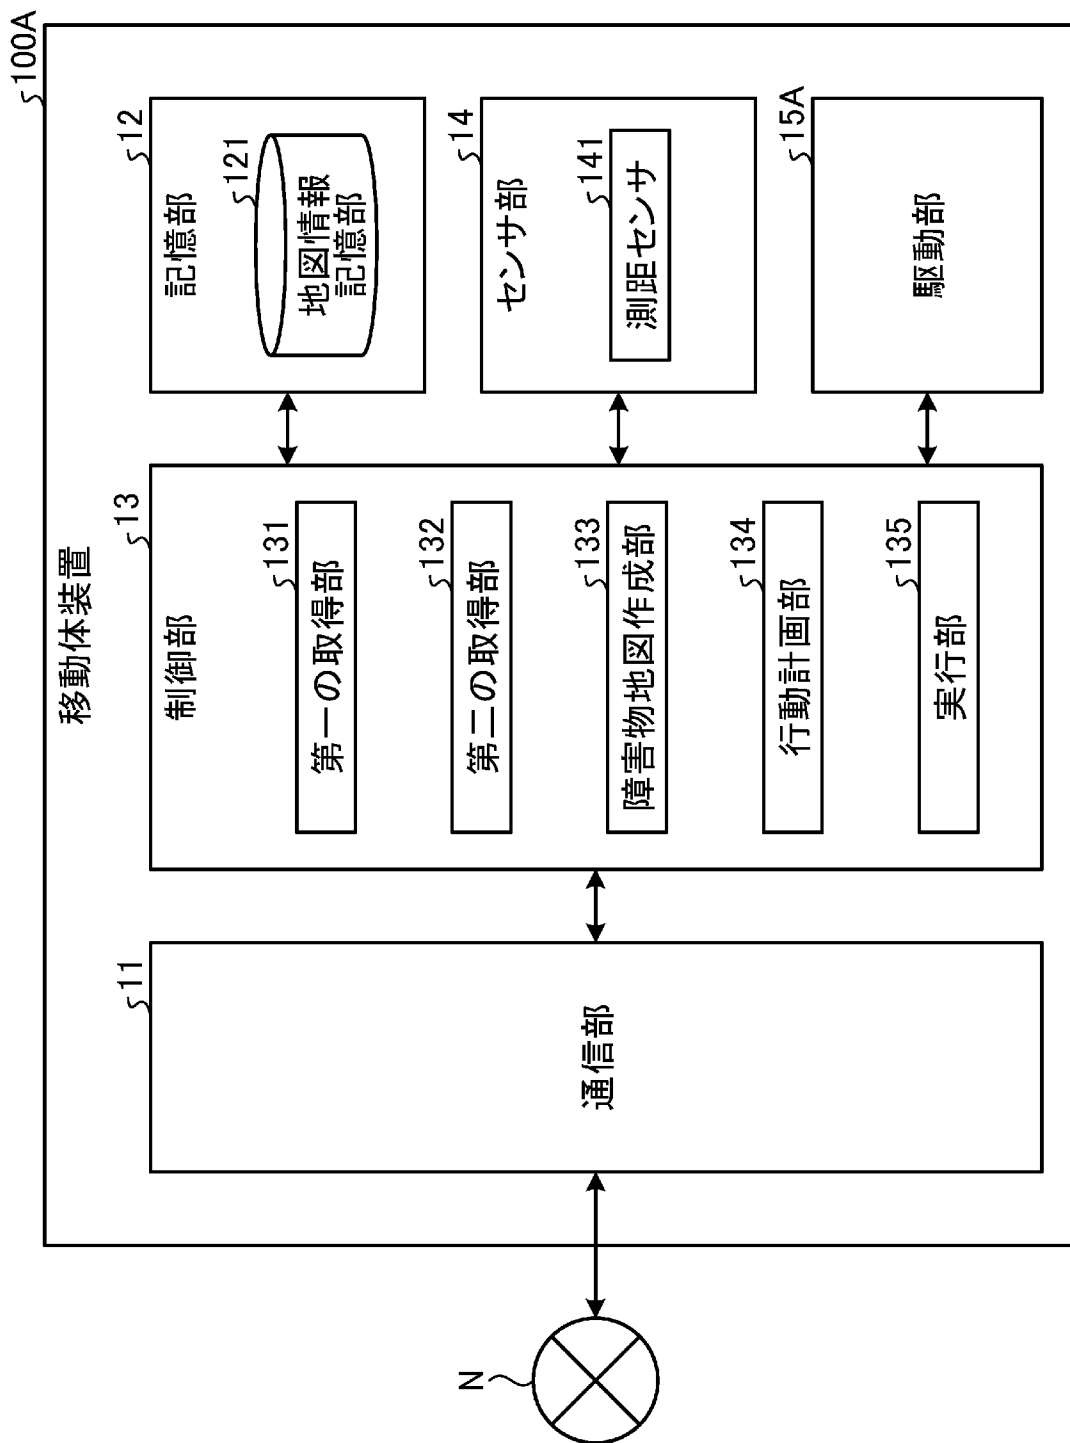 100A
移動体装置
N
11
通信部
13
制御部
131
第一の取得部
132
第二の取得部
133
障害物地図作成部
134
行動計画部
135
実行部
12
記憶部
121
地図情報
記憶部
14
センサ部
141
測距センサ
15A
駆動部